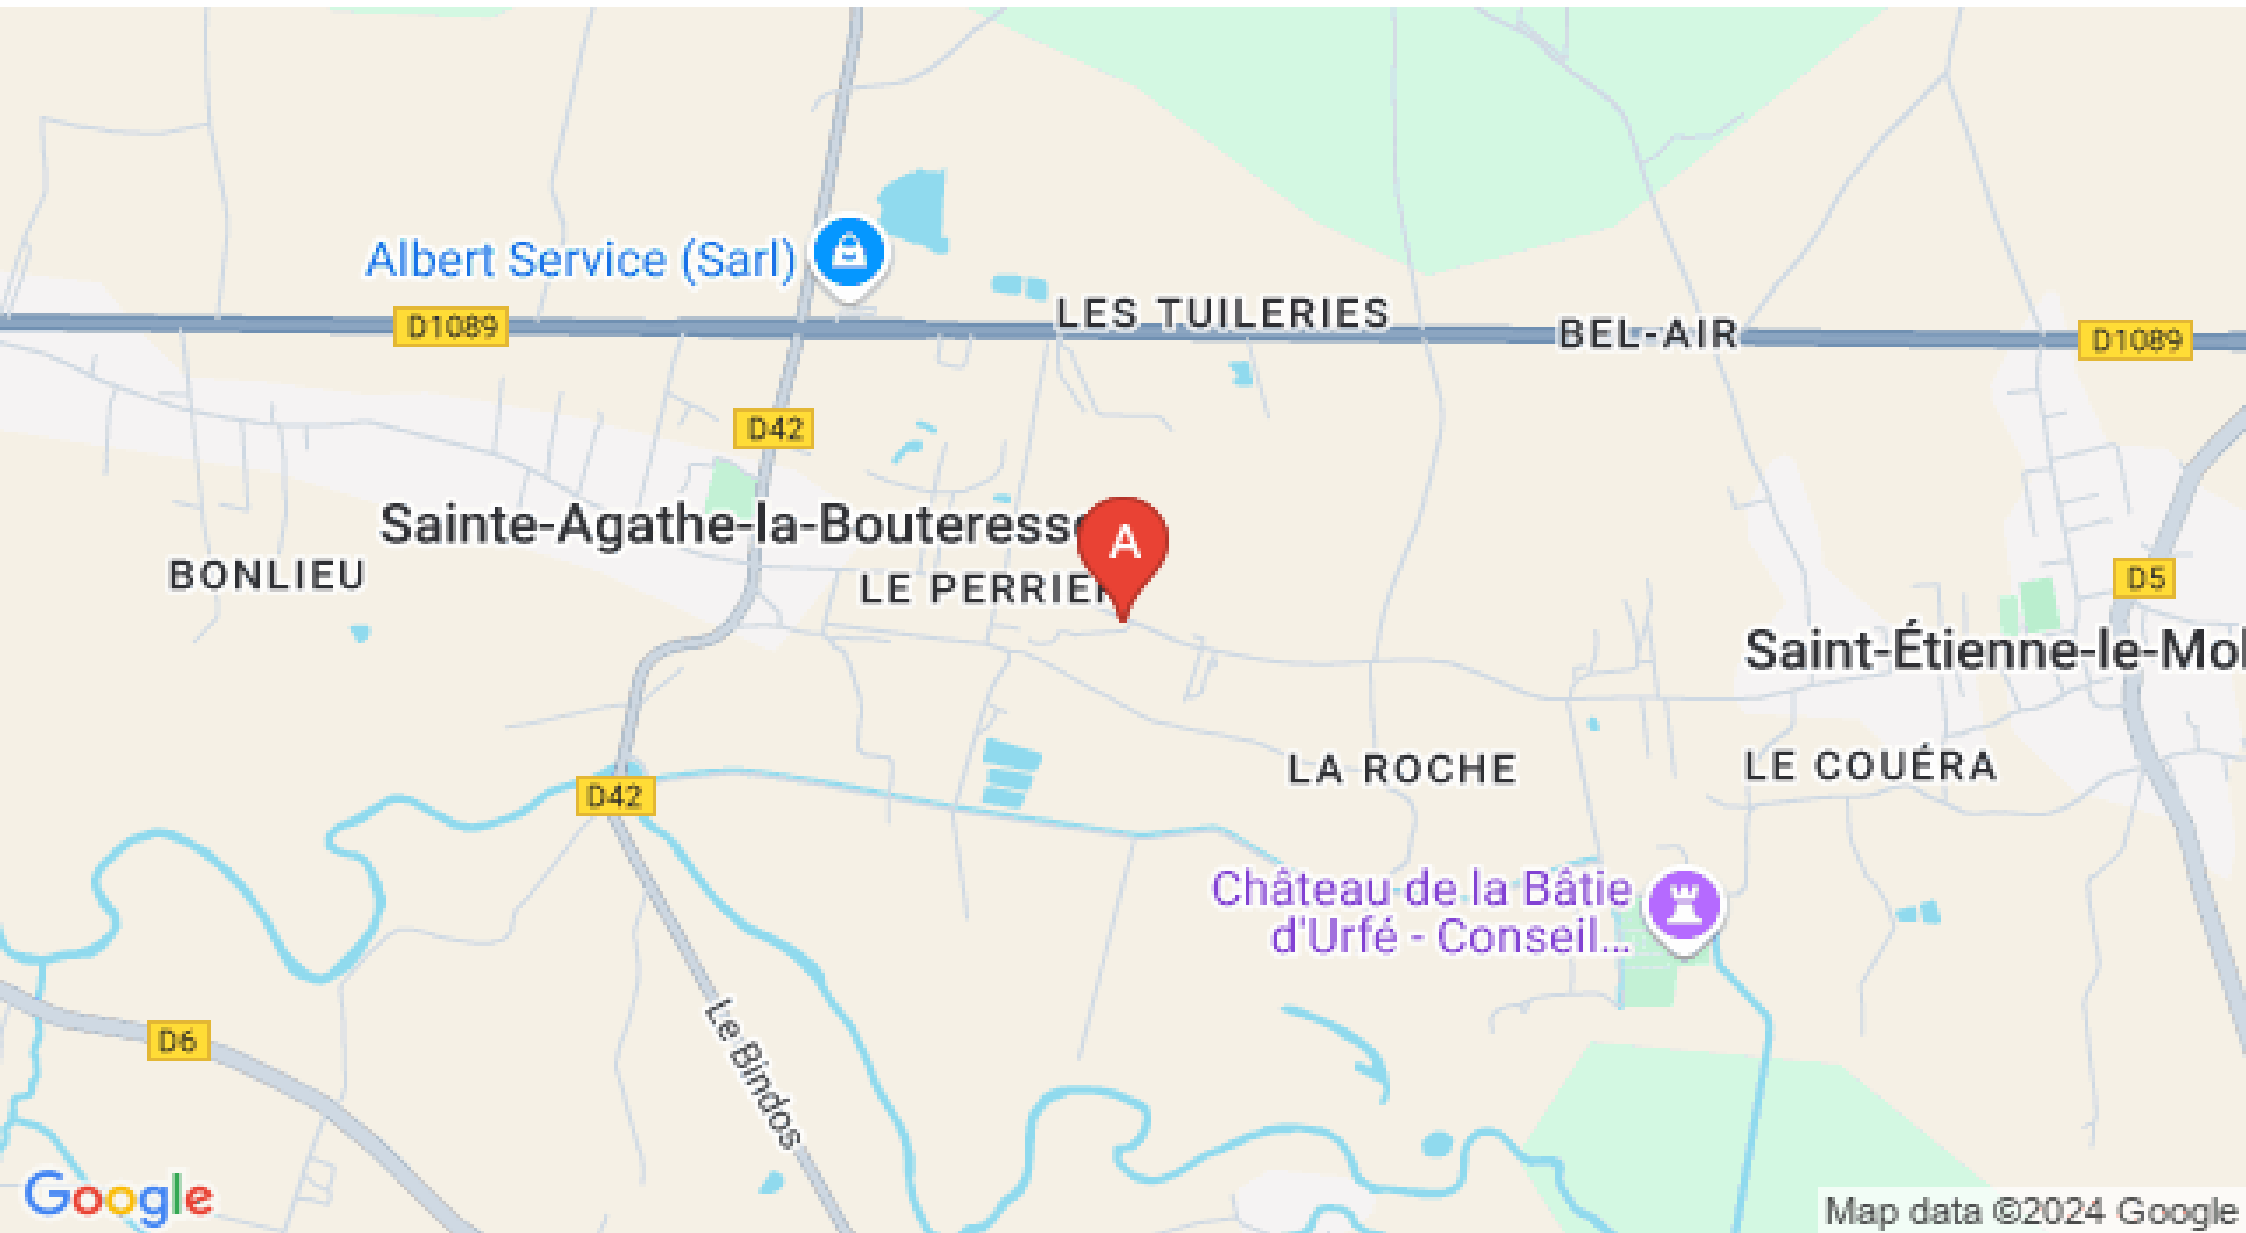 Albert Service (Sarl)
D1089
LES TUILERIES
BEL-AIR
D1089
D42
Sainte-Agathe-la-Bouteresse
A
BONLIEU
LE PERRIER
D5
Saint-Étienne-le-Mol
LA ROCHE
LE COUÉRA
D42
Château de la Bâtie
d'Urfé - Conseil...
D6
Le Bindos
Google
Map data ©2024 Google